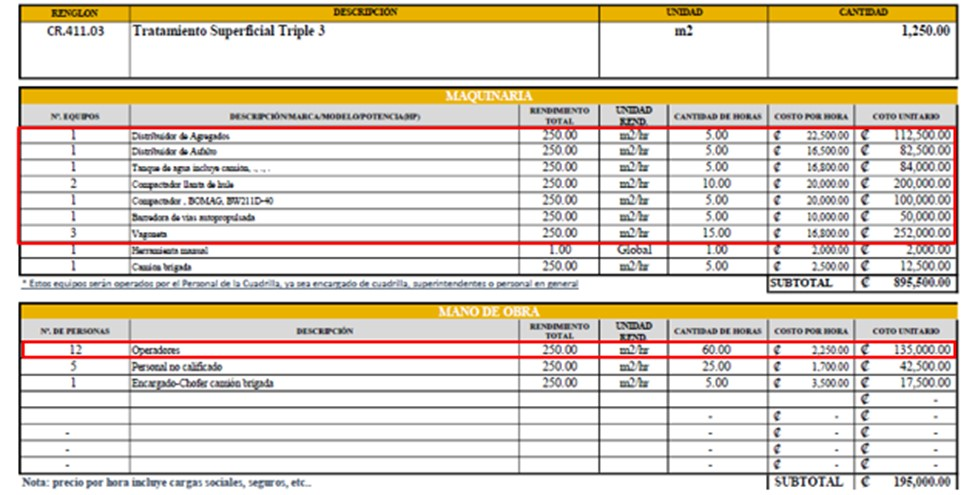 RENGLON DESCRIPCIÓN UNIDAD CANTIDAD
CR.411.03 Tratamiento Superficial Triple 3 m2 1,250.00
MAQUINARIA
Nº. EQUIPOS DESCRIPCIÓN/MARCA/MODELO/POTENCIA(HP) RENDIMIENTO TOTAL UNIDAD REND. CANTIDAD DE HORAS COSTO POR HORA COTO UNITARIO
1 Distribuidor de Agregados 250.00 m2/hr 5.00 ₡ 22,500.00 ₡ 112,500.00
1 Distribuidor de Asfalto 250.00 m2/hr 5.00 ₡ 16,500.00 ₡ 82,500.00
1 Tanque de agua incluye camión, ., ., . 250.00 m2/hr 5.00 ₡ 16,800.00 ₡ 84,000.00
2 Compactador llanta de hule 250.00 m2/hr 10.00 ₡ 20,000.00 ₡ 200,000.00
1 Compactador , BOMAG, BW211D-40 250.00 m2/hr 5.00 ₡ 20,000.00 ₡ 100,000.00
1 Barredora de vías autopropulsada 250.00 m2/hr 5.00 ₡ 10,000.00 ₡ 50,000.00
3 Vagoneta 250.00 m2/hr 15.00 ₡ 16,800.00 ₡ 252,000.00
1 Herramienta manual 1.00 Global 1.00 ₡ 2,000.00 ₡ 2,000.00
1 Camión brigada 250.00 m2/hr 5.00 ₡ 2,500.00 ₡ 12,500.00
* Estos equipos serán operados por el Personal de la Cuadrilla, ya sea encargado de cuadrilla, superintendentes o personal en general SUBTOTAL ₡ 895,500.00
MANO DE OBRA
Nº. DE PERSONAS DESCRIPCIÓN RENDIMIENTO TOTAL UNIDAD REND. CANTIDAD DE HORAS COSTO POR HORA COTO UNITARIO
12 Operadores 250.00 m2/hr 60.00 ₡ 2,250.00 ₡ 135,000.00
5 Personal no calificado 250.00 m2/hr 25.00 ₡ 1,700.00 ₡ 42,500.00
1 Encargado-Chofer camión brigada 250.00 m2/hr 5.00 ₡ 3,500.00 ₡ 17,500.00
₡ -
- ₡ - ₡ -
- - ₡ - ₡ -
- - ₡ - ₡ -
- - ₡ - ₡ -
Nota: precio por hora incluye cargas sociales, seguros, etc.. SUBTOTAL ₡ 195,000.00